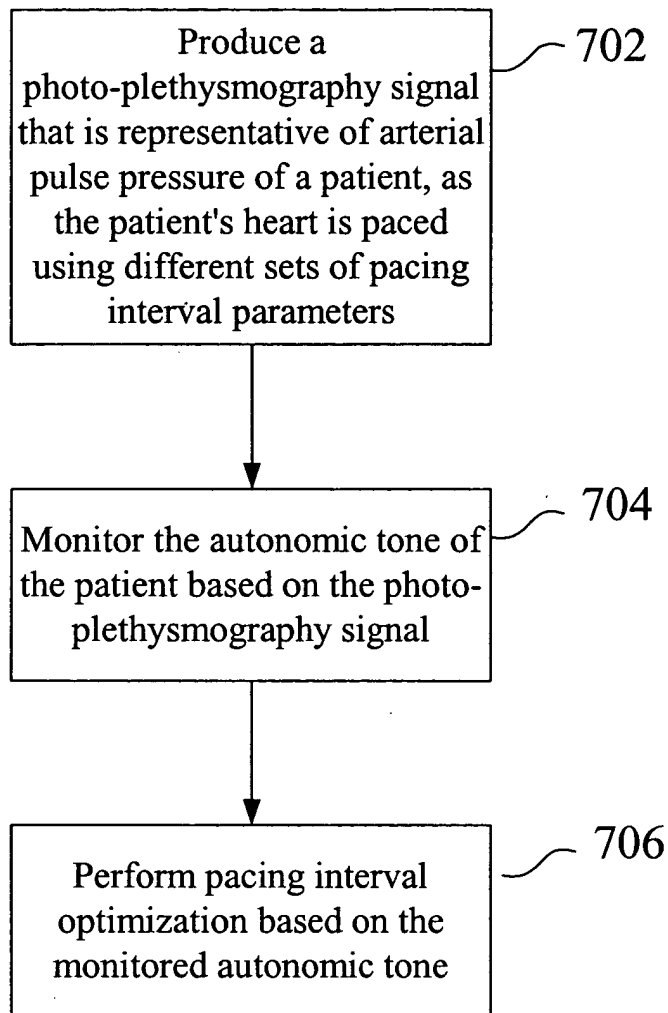 Produce a
photo-plethysmography signal
that is representative of arterial
pulse pressure of a patient, as
the patient's heart is paced
using different sets of pacing
interval parameters
702
Monitor the autonomic tone of
the patient based on the photo-
plethysmography signal
704
Perform pacing interval
optimization based on the
monitored autonomic tone
706